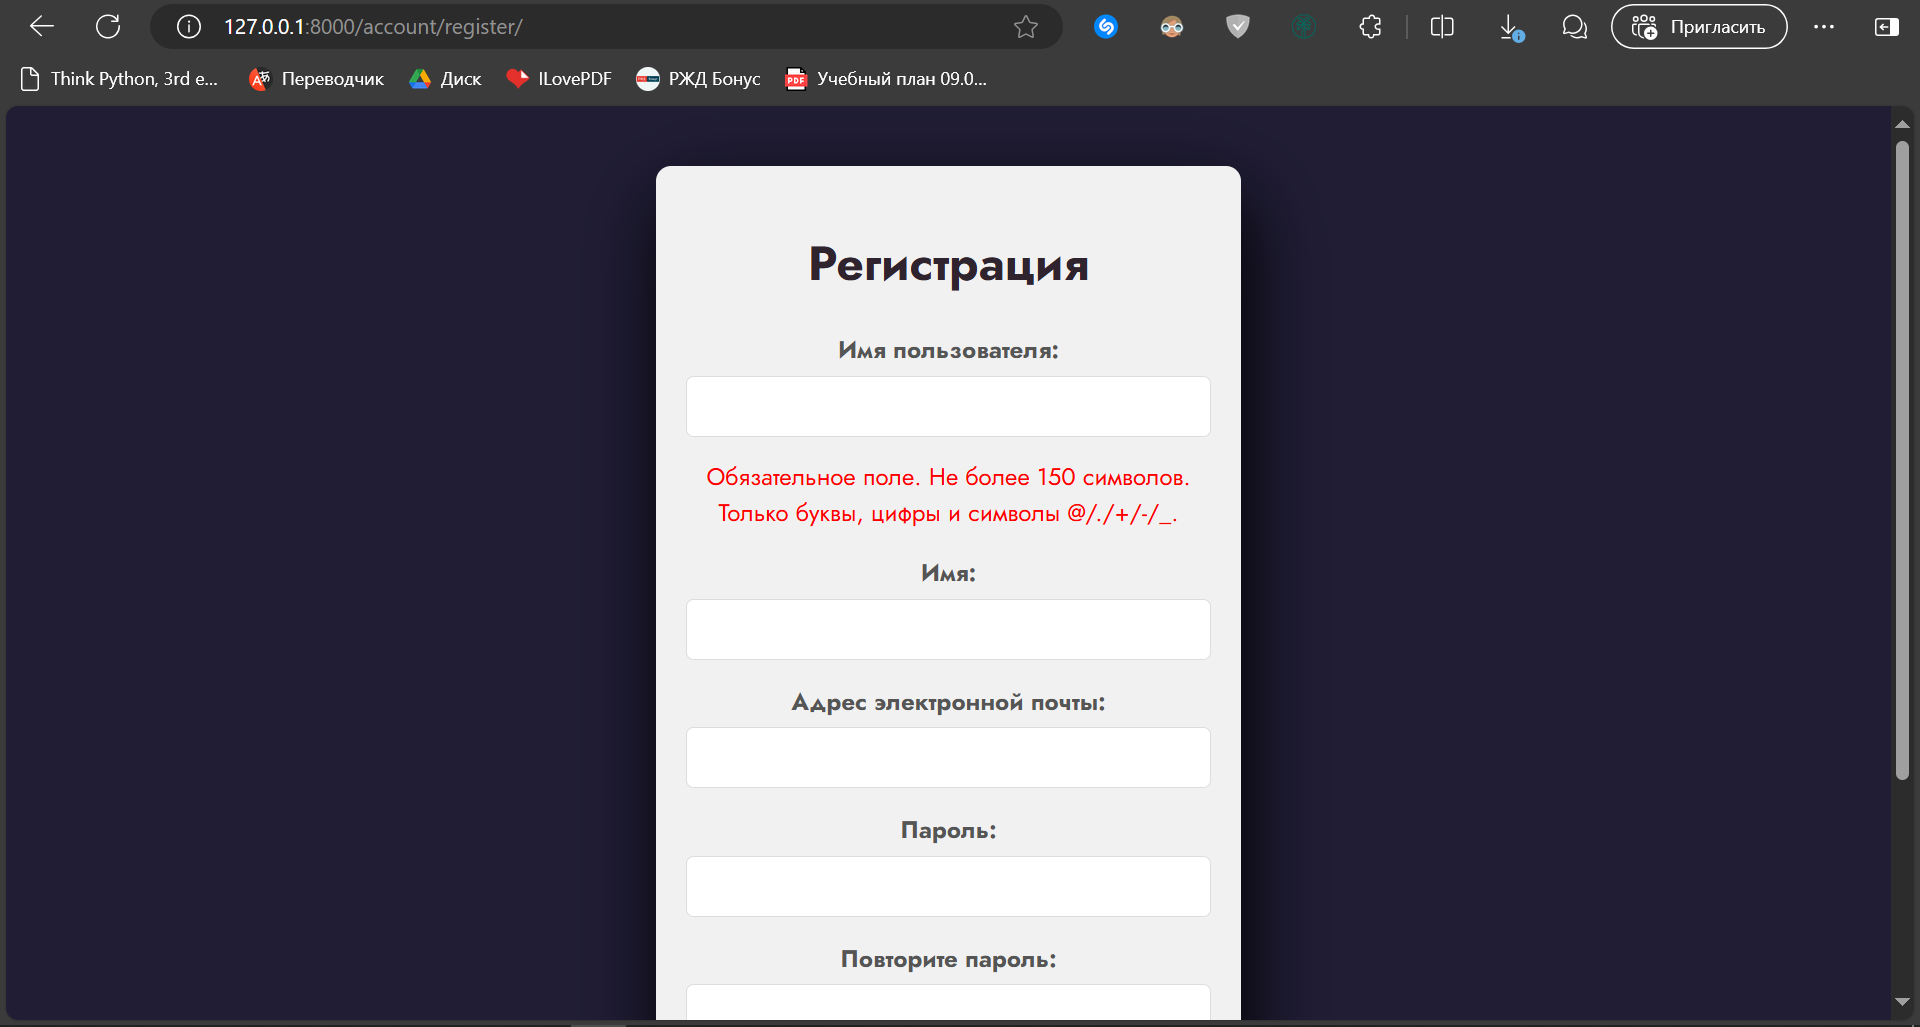 127.0.0.1:8000/account/register/
Пригласить
Think Python, 3rd e...
Переводчик
Диск
ILovePDF
РЖД Бонус
PDF
Учебный план 09.0...
Регистрация
Имя пользователя:
Обязательное поле. Не более 150 символов.
Только буквы, цифры и символы @/./+/-/_.
Имя:
Адрес электронной почты:
Пароль:
Повторите пароль: